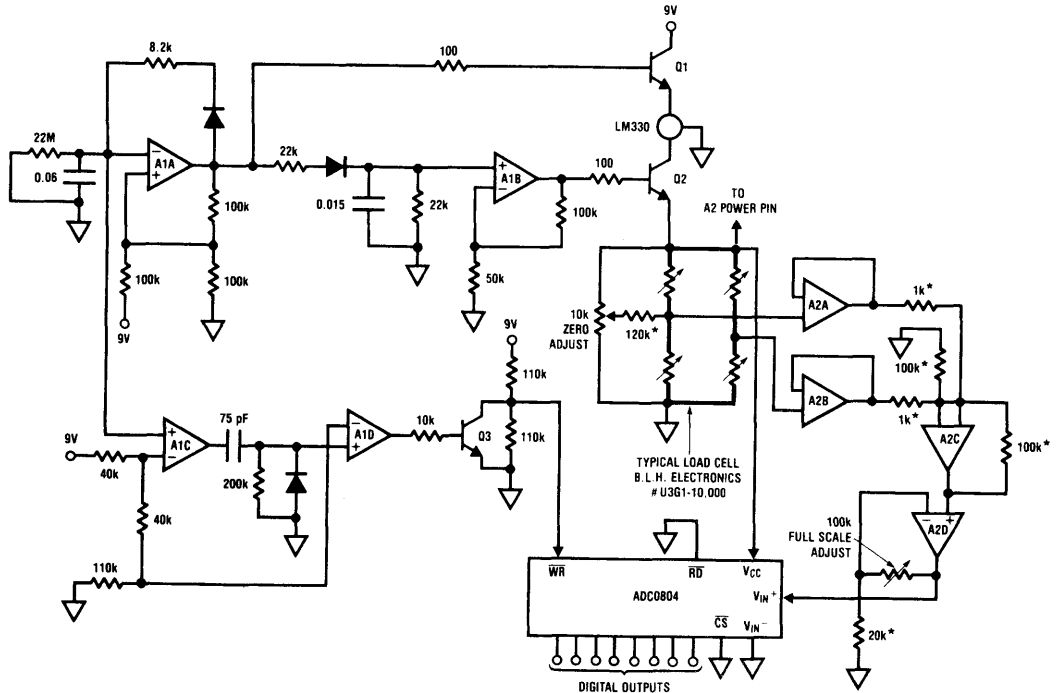 9V
8.2k
100
Q1
LM330
22M
A1A
22k
A1B
100
Q2
0.06
0.015
22k
100k
100k
TO
A2 POWER PIN
100k
100k
50k
9V
10k
ZERO
ADJUST
120k*
A2A
1k*
100k*
9V
110k
A2B
1k*
75 pF
A1D
10k
Q3
110k
A2C
100k*
9V
A1C
40k
200k
TYPICAL LOAD CELL
B.L.H. ELECTRONICS
# U3G1-10,000
40k
100k
FULL SCALE
ADJUST
A2D
110k
WR
RD
VCC
ADC0804
VIN+
CS
VIN−
20k*
DIGITAL OUTPUTS